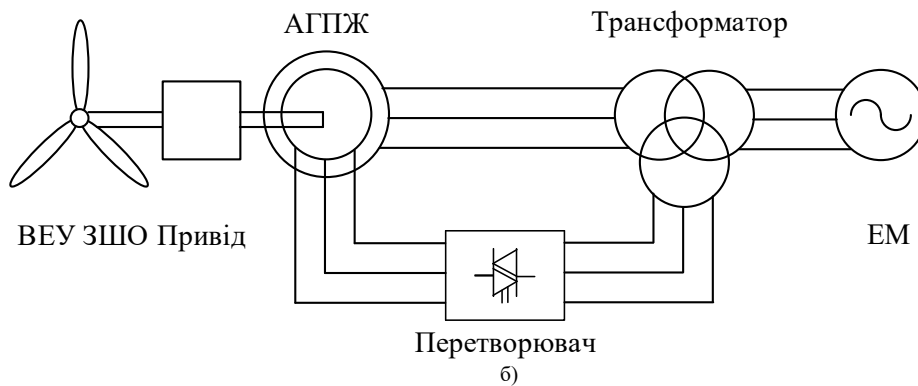 АГПЖ
Трансформатор
ВЕУ ЗШО Привід
ЕМ
Перетворювач
б)